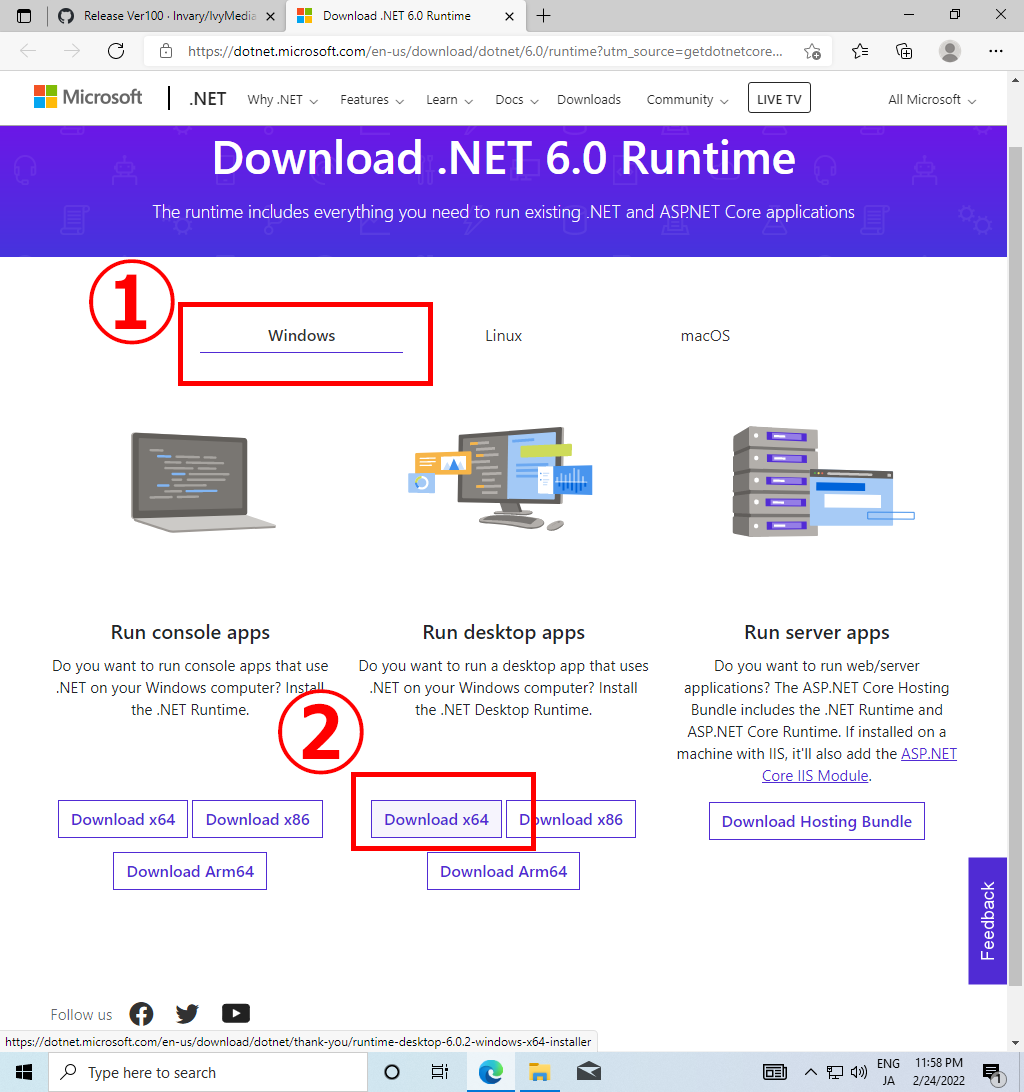 Release Ver100 · Invary/IvyMedia
Download .NET 6.0 Runtime
https://dotnet.microsoft.com/en-us/download/dotnet/6.0/runtime?utm_source=getdotnetcore...
Microsoft
.NET
Why .NET
Features
Learn
Docs
Downloads
Community
LIVE TV
All Microsoft
Download .NET 6.0 Runtime
The runtime includes everything you need to run existing .NET and ASP.NET Core applications
①
Windows
Linux
macOS
Run console apps
Do you want to run console apps that use
.NET on your Windows computer? Install
the .NET Runtime.
Run desktop apps
Do you want to run a desktop app that uses
.NET on your Windows computer? Install
the .NET Desktop Runtime.
Run server apps
Do you want to run web/server
applications? The ASP.NET Core Hosting
Bundle includes the .NET Runtime and
ASP.NET Core Runtime. If installed on a
machine with IIS, it'll also add the ASP.NET
Core IIS Module.
②
Download x64
Download x86
Download Arm64
Download x64
Download x86
Download Arm64
Download Hosting Bundle
Feedback
Follow us
https://dotnet.microsoft.com/en-us/download/dotnet/thank-you/runtime-desktop-6.0.2-windows-x64-installer
Type here to search
ENG
JA
11:58 PM
2/24/2022
1